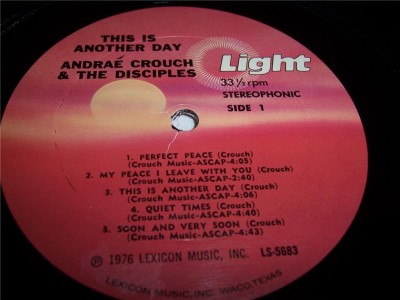 THIS IS
ANOTHER DAY
ANDRAÉ CROUCH
& THE DISCIPLES
Light
33 1/3 rpm
STEREOPHONIC
SIDE 1
1. PERFECT PEACE (Crouch)
(Crouch Music-ASCAP-4:05)
2. MY PEACE I LEAVE WITH YOU (Crouch)
(Crouch Music-ASCAP-2:40)
3. THIS IS ANOTHER DAY (Crouch)
(Crouch Music-ASCAP-4:06)
4. QUIET TIMES (Crouch)
(Crouch Music-ASCAP-2:40)
5. SOON AND VERY SOON (Crouch)
(Crouch Music-ASCAP-4:43)
℗ 1976 LEXICON MUSIC, INC. LS-5683
LEXICON MUSIC, INC. WACO, TEXAS